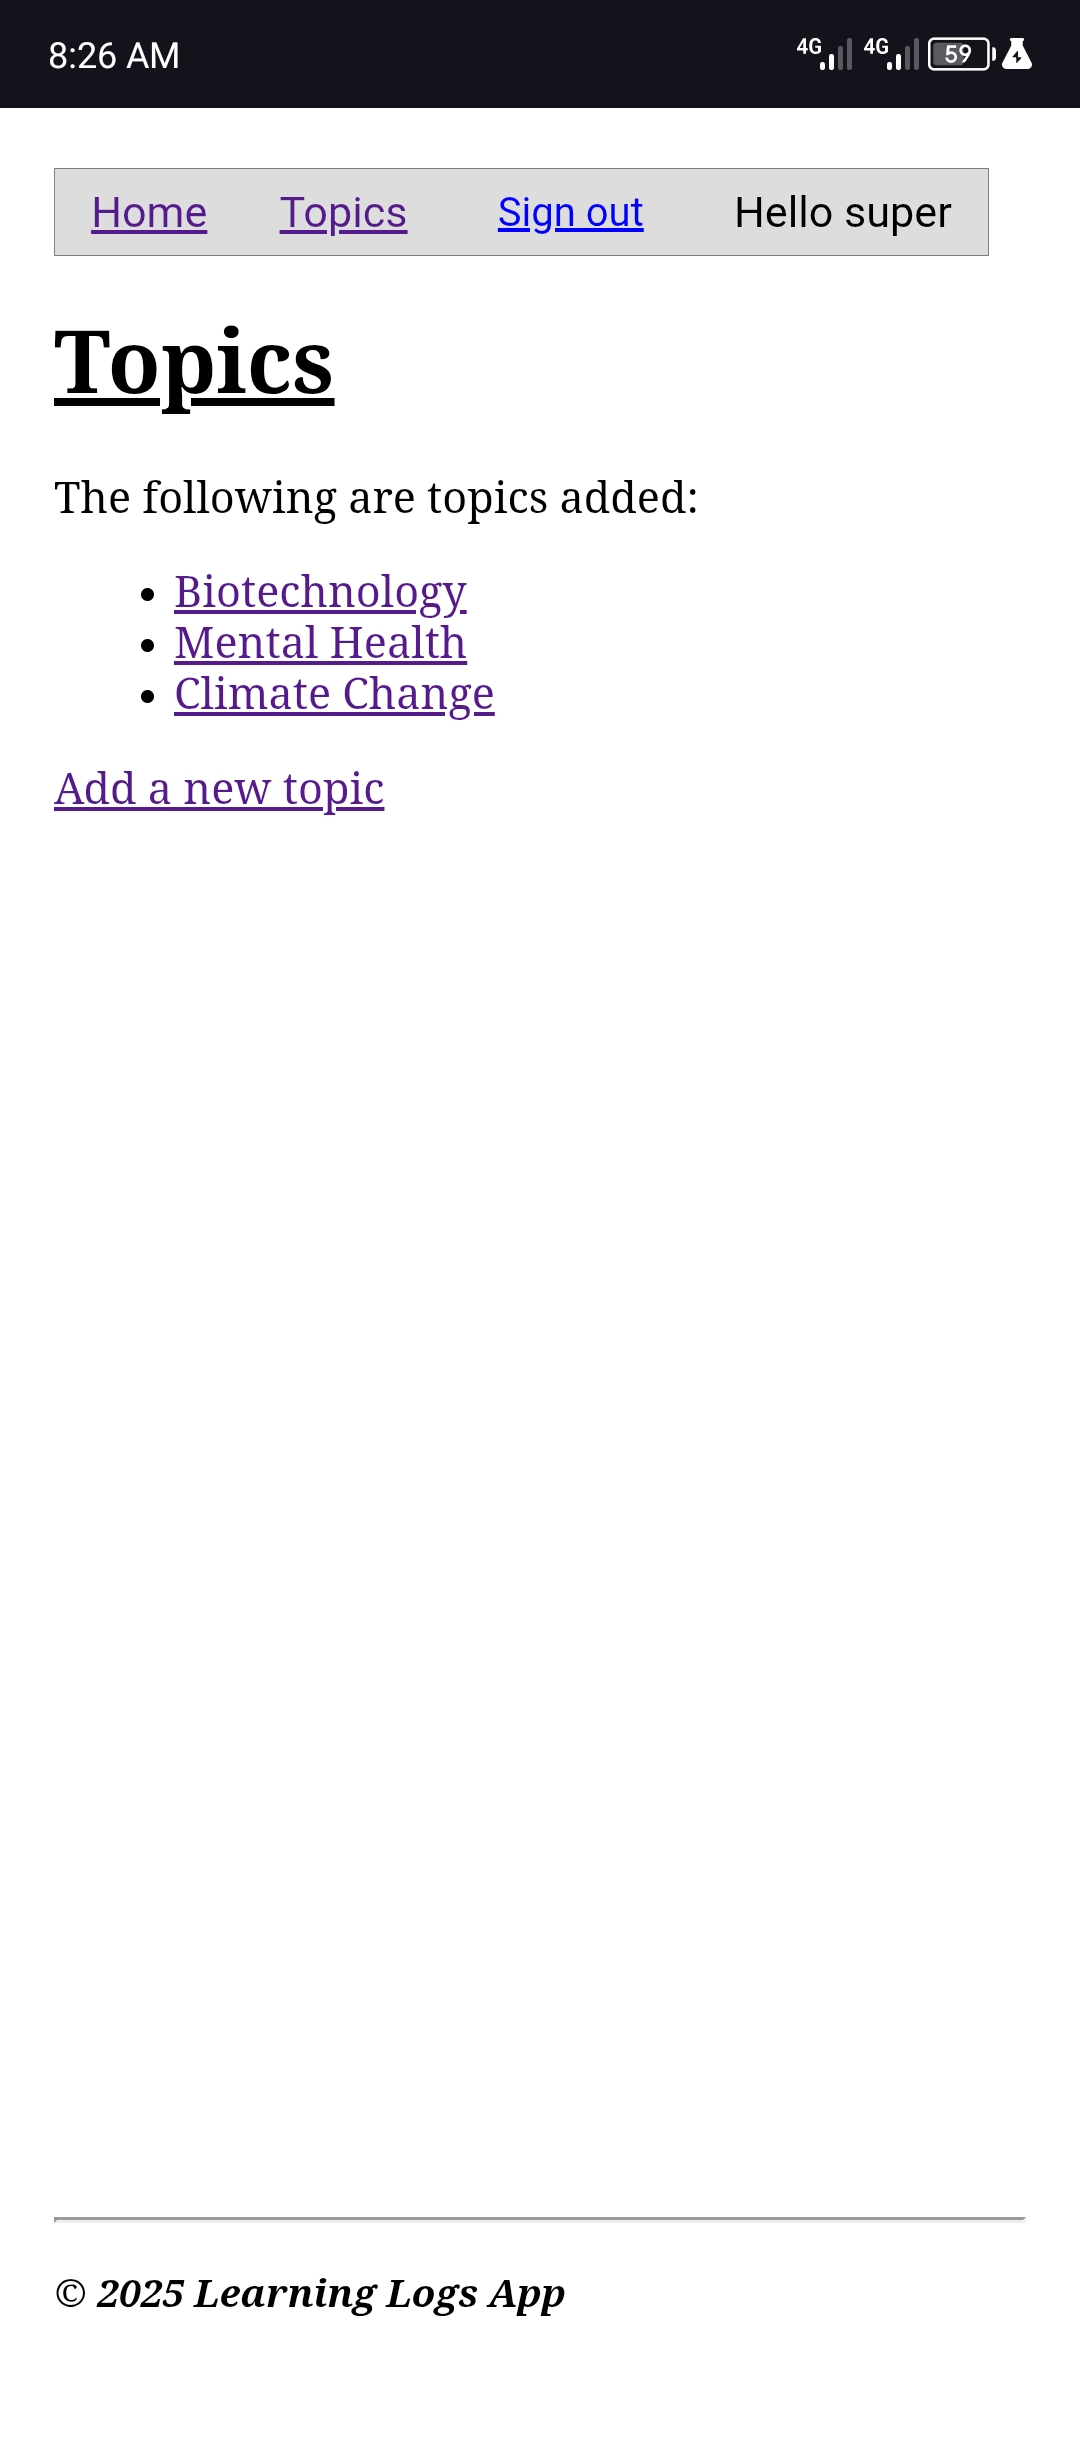 8:26 AM 4G 4G 59
Home Topics Sign out Hello super
Topics
The following are topics added:
• Biotechnology
• Mental Health
• Climate Change
Add a new topic
© 2025 Learning Logs App